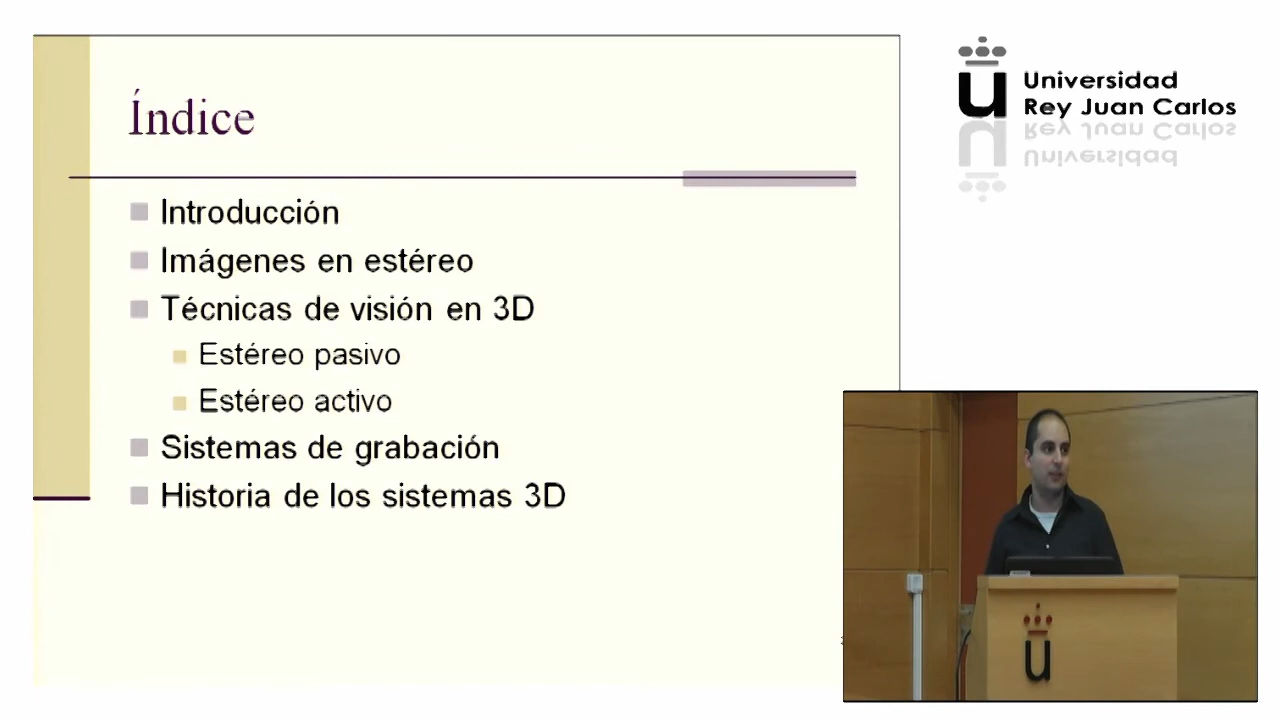 Índice
Introducción
Imágenes en estéreo
Técnicas de visión en 3D
Estéreo pasivo
Estéreo activo
Sistemas de grabación
Historia de los sistemas 3D
Universidad
Rey Juan Carlos